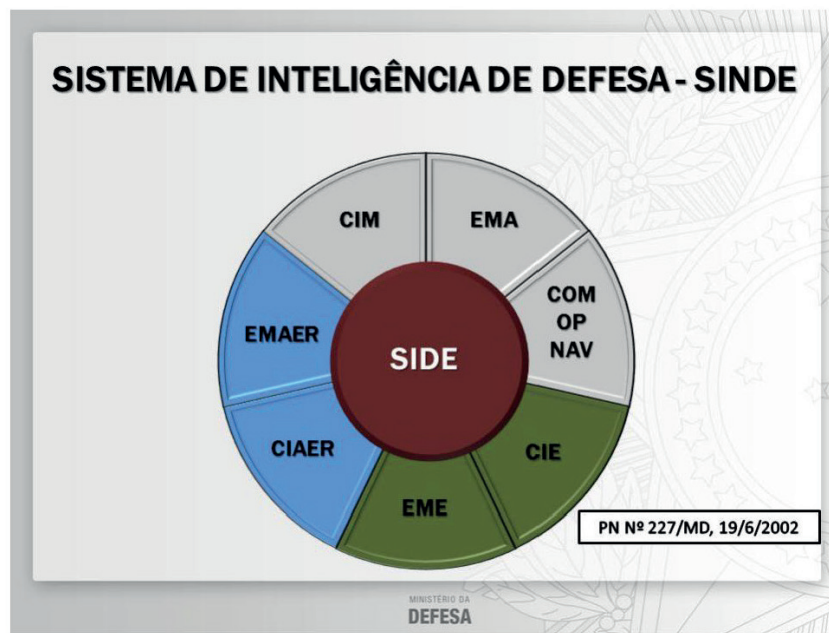 SISTEMA DE INTELIGÊNCIA DE DEFESA - SINDE
CIM
EMA
COM
OP
NAV
EMAER
SIDE
CIAER
CIE
EME
PN Nº 227/MD, 19/6/2002
MINISTÉRIO DA
DEFESA